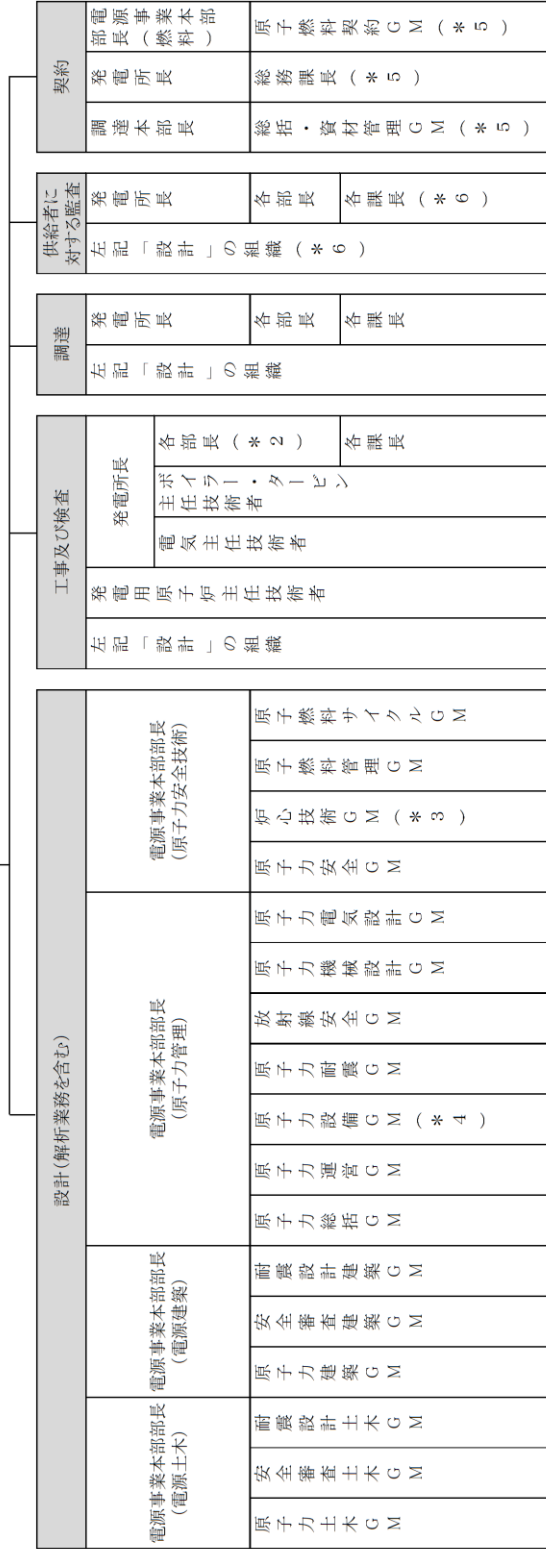 設計(解析業務を含む)
電源事業本部部長
(電源土木)
原子力土木ＧＭ
安全審査土木ＧＭ
耐震設計土木ＧＭ
電源事業本部部長
(電源建築)
原子力建築ＧＭ
安全審査建築ＧＭ
耐震設計建築ＧＭ
電源事業本部部長
(原子力管理)
原子力総括ＧＭ
原子力運営ＧＭ
原子力設備ＧＭ（＊４）
原子力耐震ＧＭ
放射線安全ＧＭ
原子力機械設計ＧＭ
原子力電気設計ＧＭ
電源事業本部部長
(原子力安全技術)
原子力安全ＧＭ
炉心技術ＧＭ（＊３）
原子燃料管理ＧＭ
原子燃料サイクルＧＭ
工事及び検査
左記「設計」の組織
発電用原子炉主任技術者
発電所長
電気主任技術者
ボイラー・タービン
主任技術者
各部長（＊２）
各課長
調達
左記「設計」の組織
発電所長
各部長
各課長
供給者に
対する監査
左記「設計」の組織（＊６）
発電所長
各部長
各課長（＊６）
契約
調達本部長
総括・資材管理ＧＭ（＊５）
発電所長
総務課長（＊５）
電源事業本部
部長（燃料）
原子燃料契約ＧＭ（＊５）